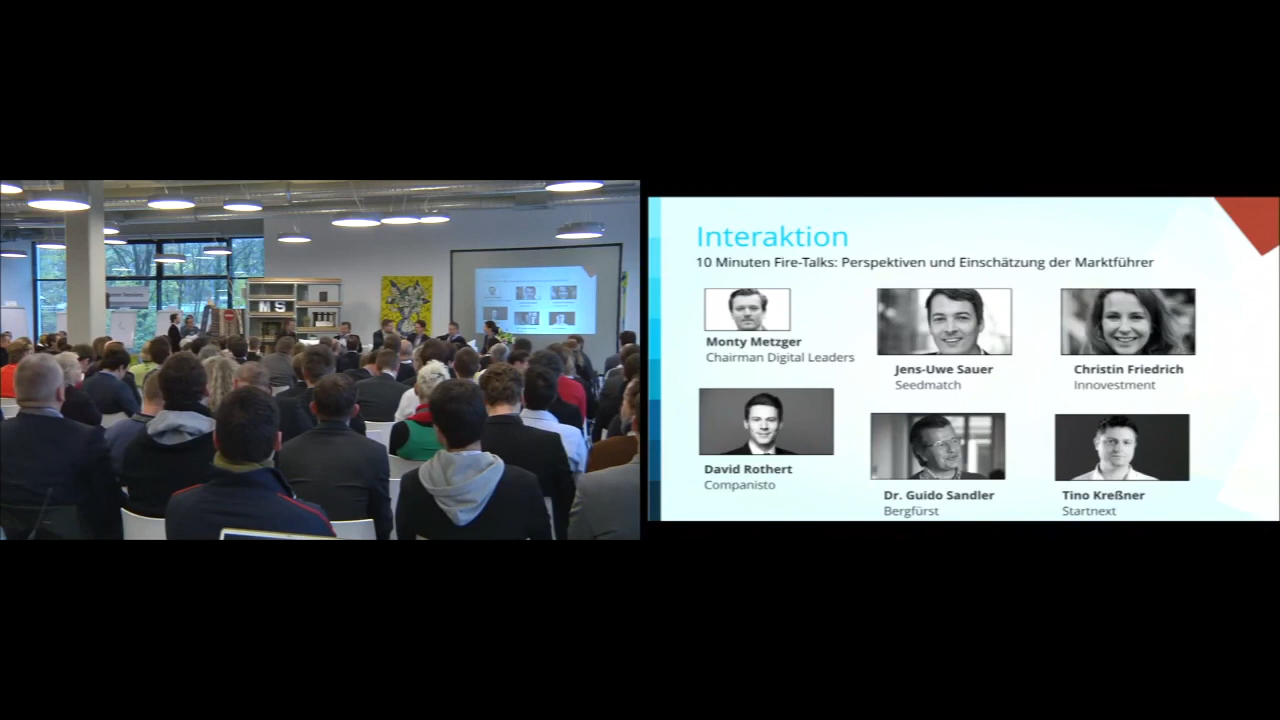 MS
Interaktion
10 Minuten Fire-Talks: Perspektiven und Einschätzung der Marktführer
Monty Metzger
Chairman Digital Leaders
Jens-Uwe Sauer
Seedmatch
Christin Friedrich
Innovestment
David Rothert
Companisto
Dr. Guido Sandler
Bergfürst
Tino Kreßner
Startnext